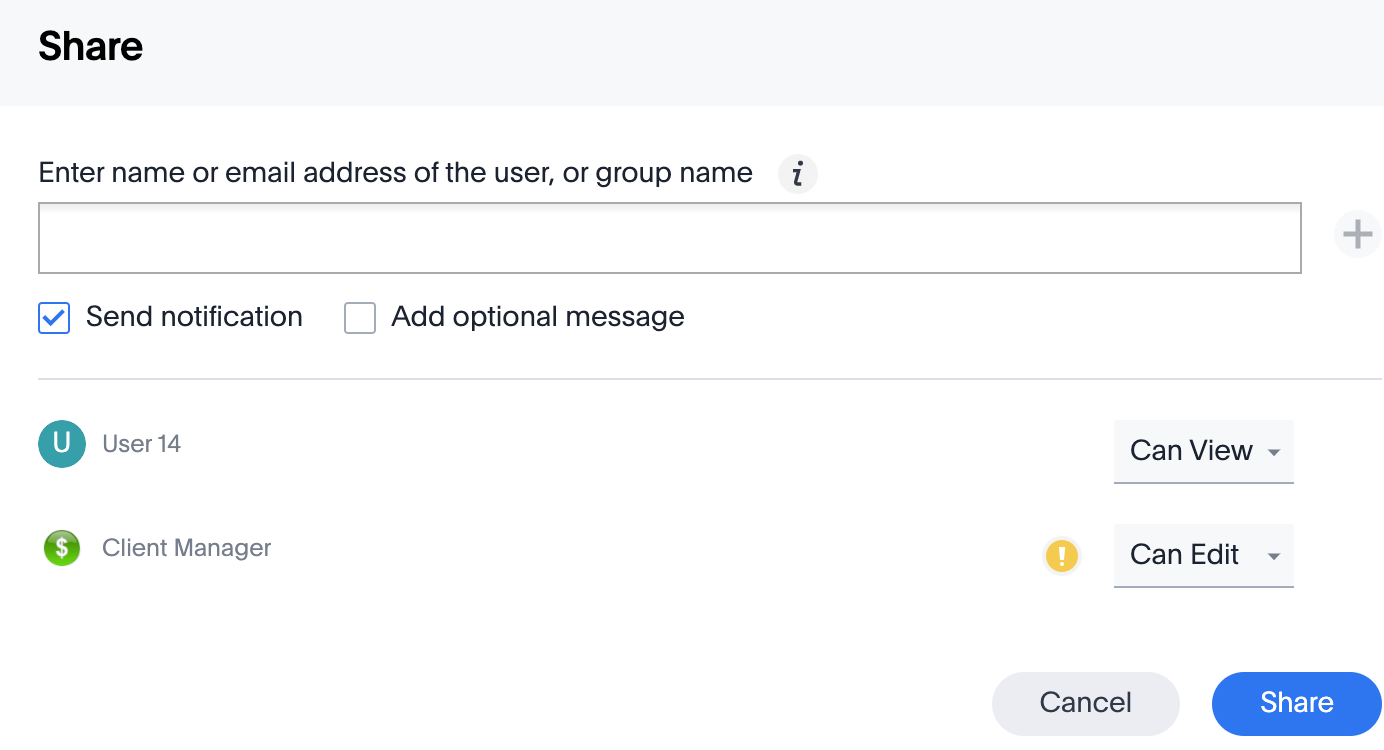 Share
Enter name or email address of the user, or group name i
Send notification Add optional message
U User 14 Can View
$ Client Manager ! Can Edit
Cancel Share